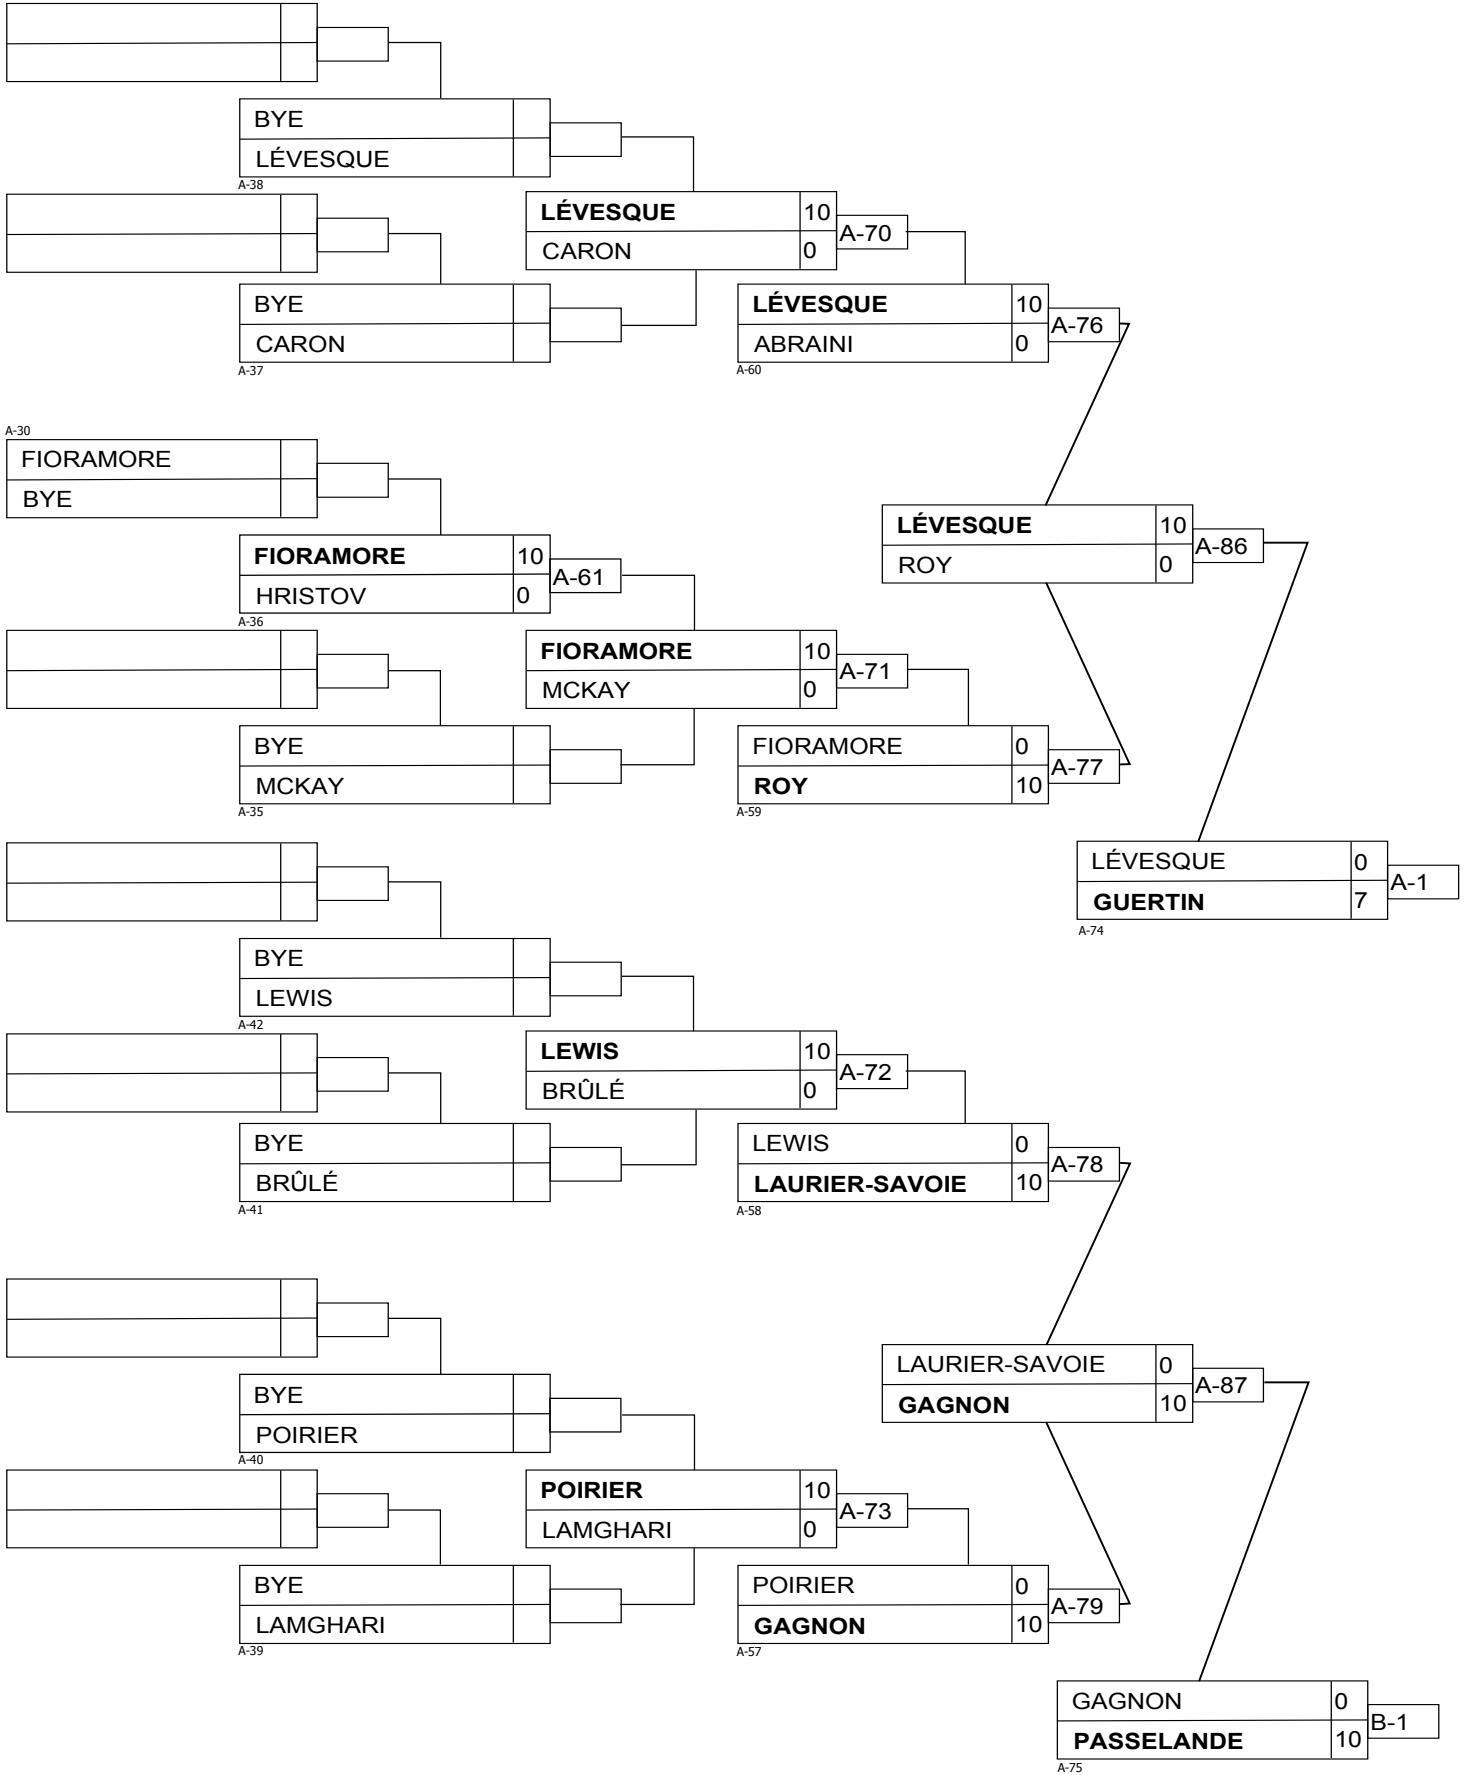 BYE
LÉVESQUE
A-38
LÉVESQUE 10
CARON 0
A-70
BYE
CARON
A-37
LÉVESQUE 10
ABRAINI 0
A-76
A-60
A-30
FIORAMORE
BYE
LÉVESQUE 10
ROY 0
A-86
FIORAMORE 10
HRISTOV 0
A-61
A-36
FIORAMORE 10
MCKAY 0
A-71
BYE
MCKAY
A-35
FIORAMORE 0
ROY 10
A-77
A-59
LÉVESQUE 0
GUERTIN 7
A-1
A-74
BYE
LEWIS
A-42
LEWIS 10
BRÛLÉ 0
A-72
BYE
BRÛLÉ
A-41
LEWIS 0
LAURIER-SAVOIE 10
A-78
A-58
LAURIER-SAVOIE 0
GAGNON 10
A-87
BYE
POIRIER
A-40
POIRIER 10
LAMGHARI 0
A-73
BYE
LAMGHARI
A-39
POIRIER 0
GAGNON 10
A-79
A-57
GAGNON 0
PASSELANDE 10
B-1
A-75